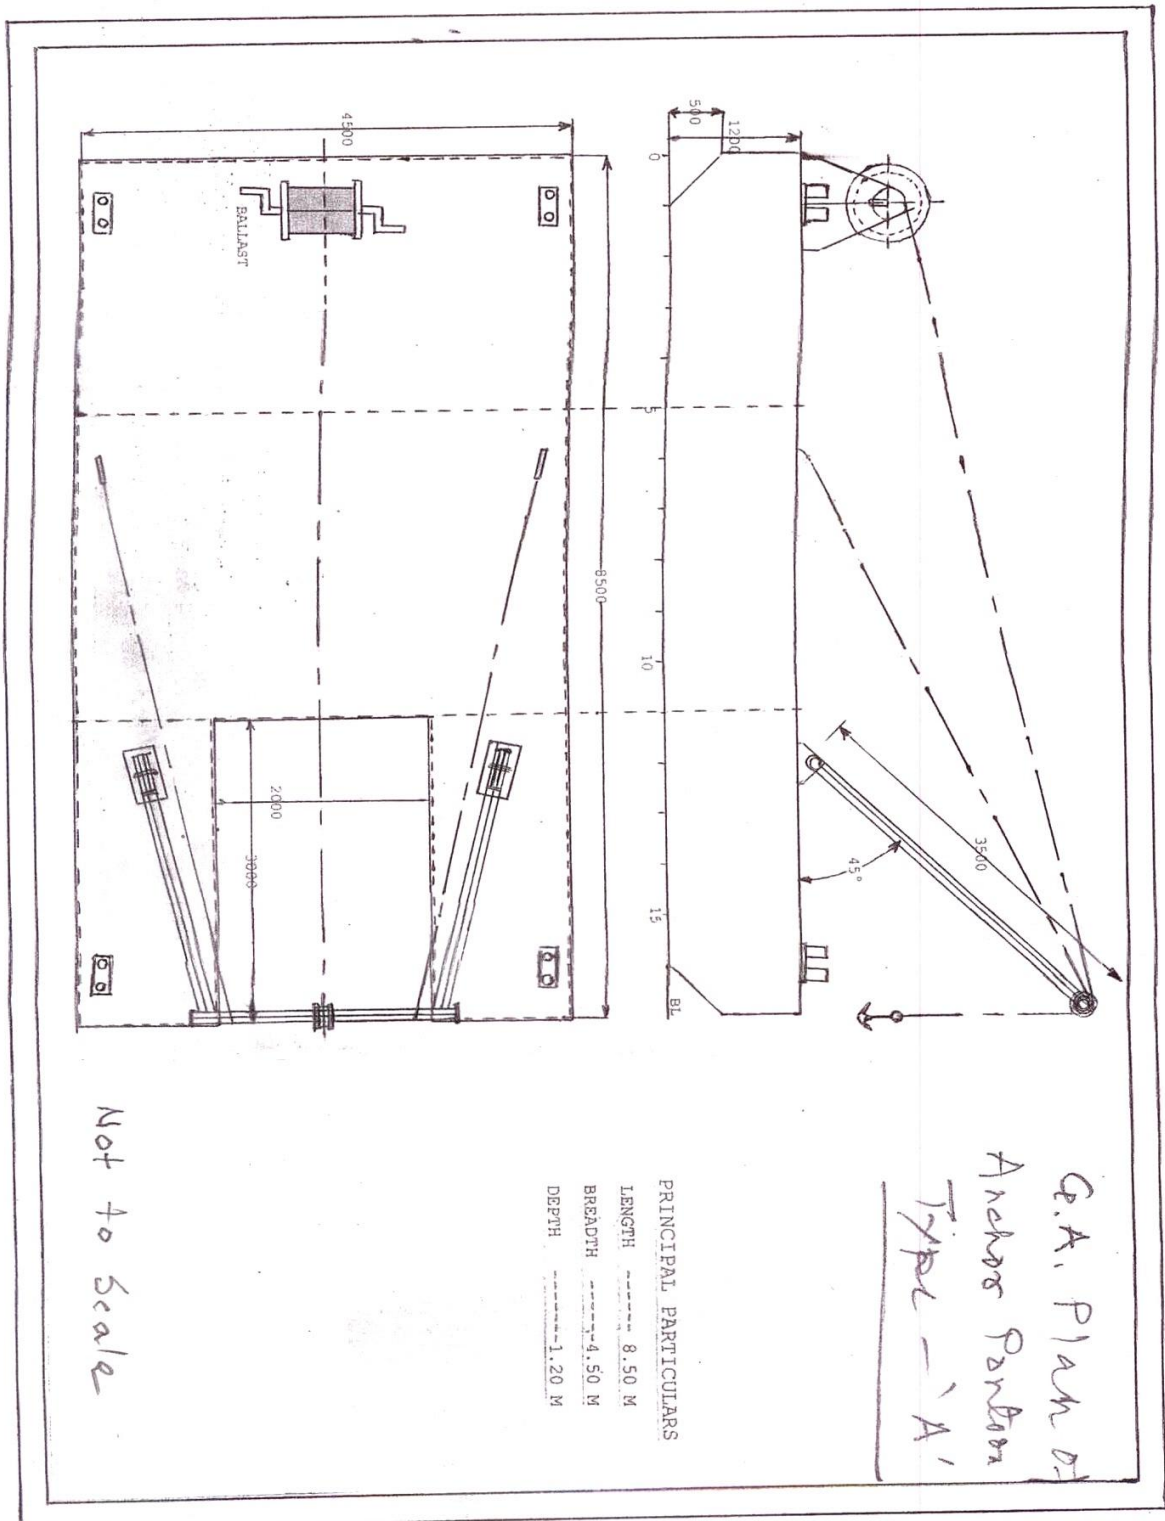 G.A. Plan of
Anchor Pontoon
Type - 'A'
500
1200
0
5
10
15
BL
3500
45°
8500
4500
BALLAST
2000
3000
PRINCIPAL PARTICULARS
LENGTH ------ 8.50 M
BREADTH ------4.50 M
DEPTH -------1.20 M
Not to Scale